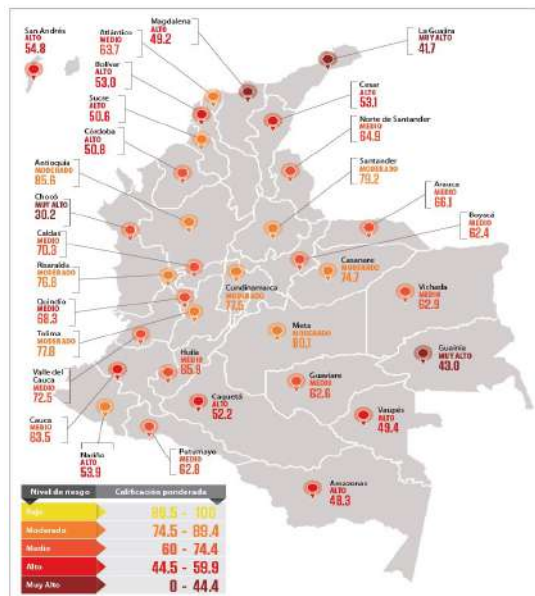 San Andrés
ALTO
54.8
Magdalena
ALTO
49.2
Atlántico
MEDIO
63.7
La Guajira
MUY ALTO
41.7
Bolívar
ALTO
53.0
Cesar
ALTO
53.1
Sucre
ALTO
50.6
Norte de Santander
MEDIO
64.9
Córdoba
ALTO
50.8
Antioquia
MODERADO
85.6
Santander
MODERADO
79.2
Arauca
MEDIO
66.1
Chocó
MUY ALTO
30.2
Boyacá
MEDIO
62.4
Caldas
MEDIO
70.3
Risaralda
MODERADO
76.8
Cundinamarca
MODERADO
77.5
Casanare
MODERADO
74.7
Vichada
MEDIO
62.9
Quindío
MEDIO
68.3
Tolima
MODERADO
77.8
Meta
MODERADO
80.1
Guainía
MUY ALTO
43.0
Valle del
Cauca
MEDIO
72.5
Huila
MEDIO
65.9
Guaviare
MEDIO
62.6
Cauca
MEDIO
63.5
Caquetá
ALTO
52.2
Vaupés
ALTO
49.4
Nariño
ALTO
53.9
Putumayo
MEDIO
62.8
Amazonas
ALTO
48.3
Nivel de riesgo Calificación ponderada
Bajo 89.5 - 100
Moderado 74.5 - 89.4
Medio 60 - 74.4
Alto 44.5 - 59.9
Muy Alto 0 - 44.4